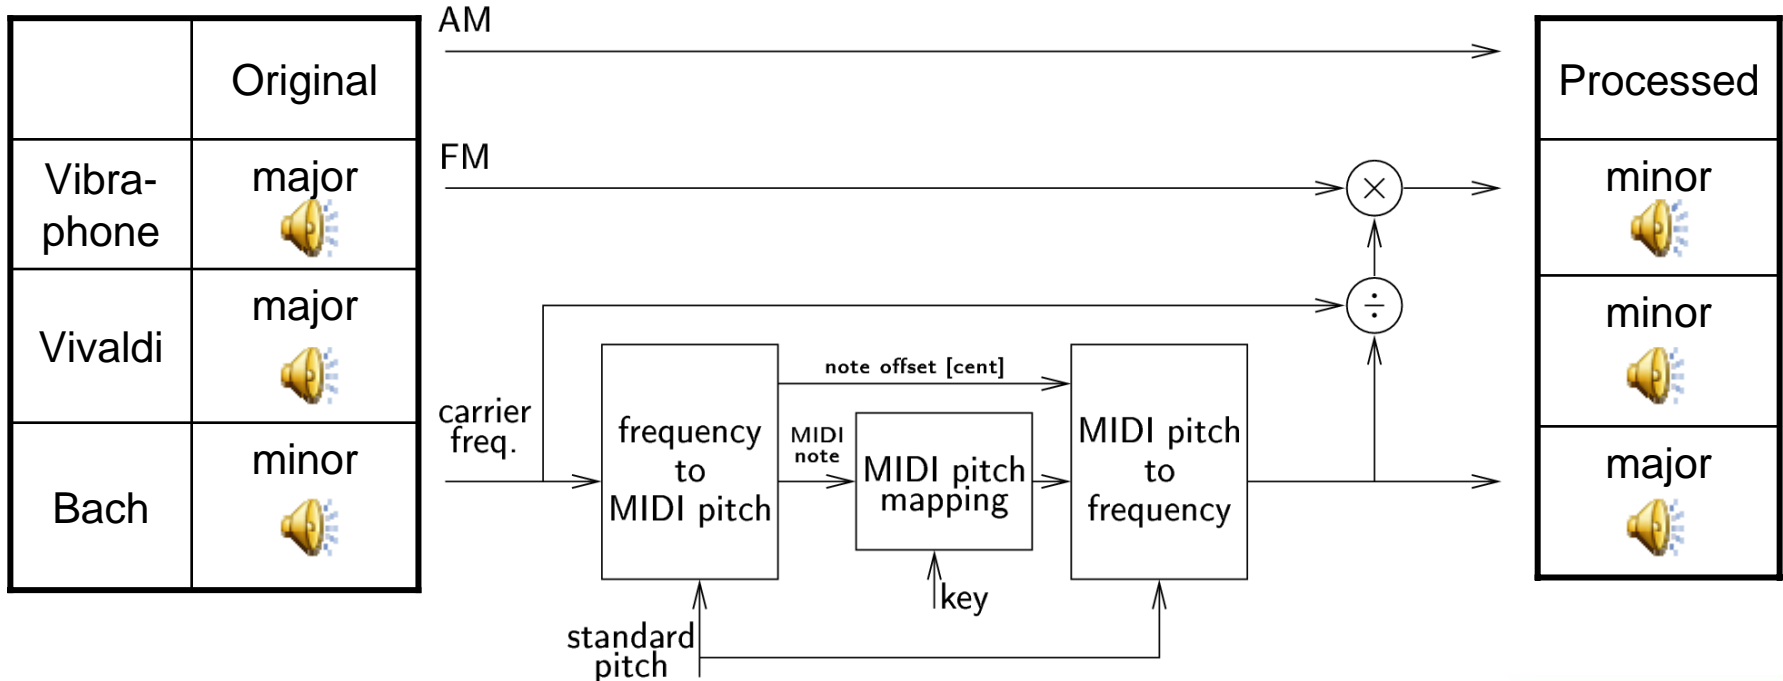 Original
Vibra-
phone
major
Vivaldi
major
Bach
minor
AM
FM
×
÷
carrier
freq.
frequency
to
MIDI pitch
note offset [cent]
MIDI
note
MIDI pitch
mapping
MIDI pitch
to
frequency
key
standard
pitch
Processed
minor
minor
major